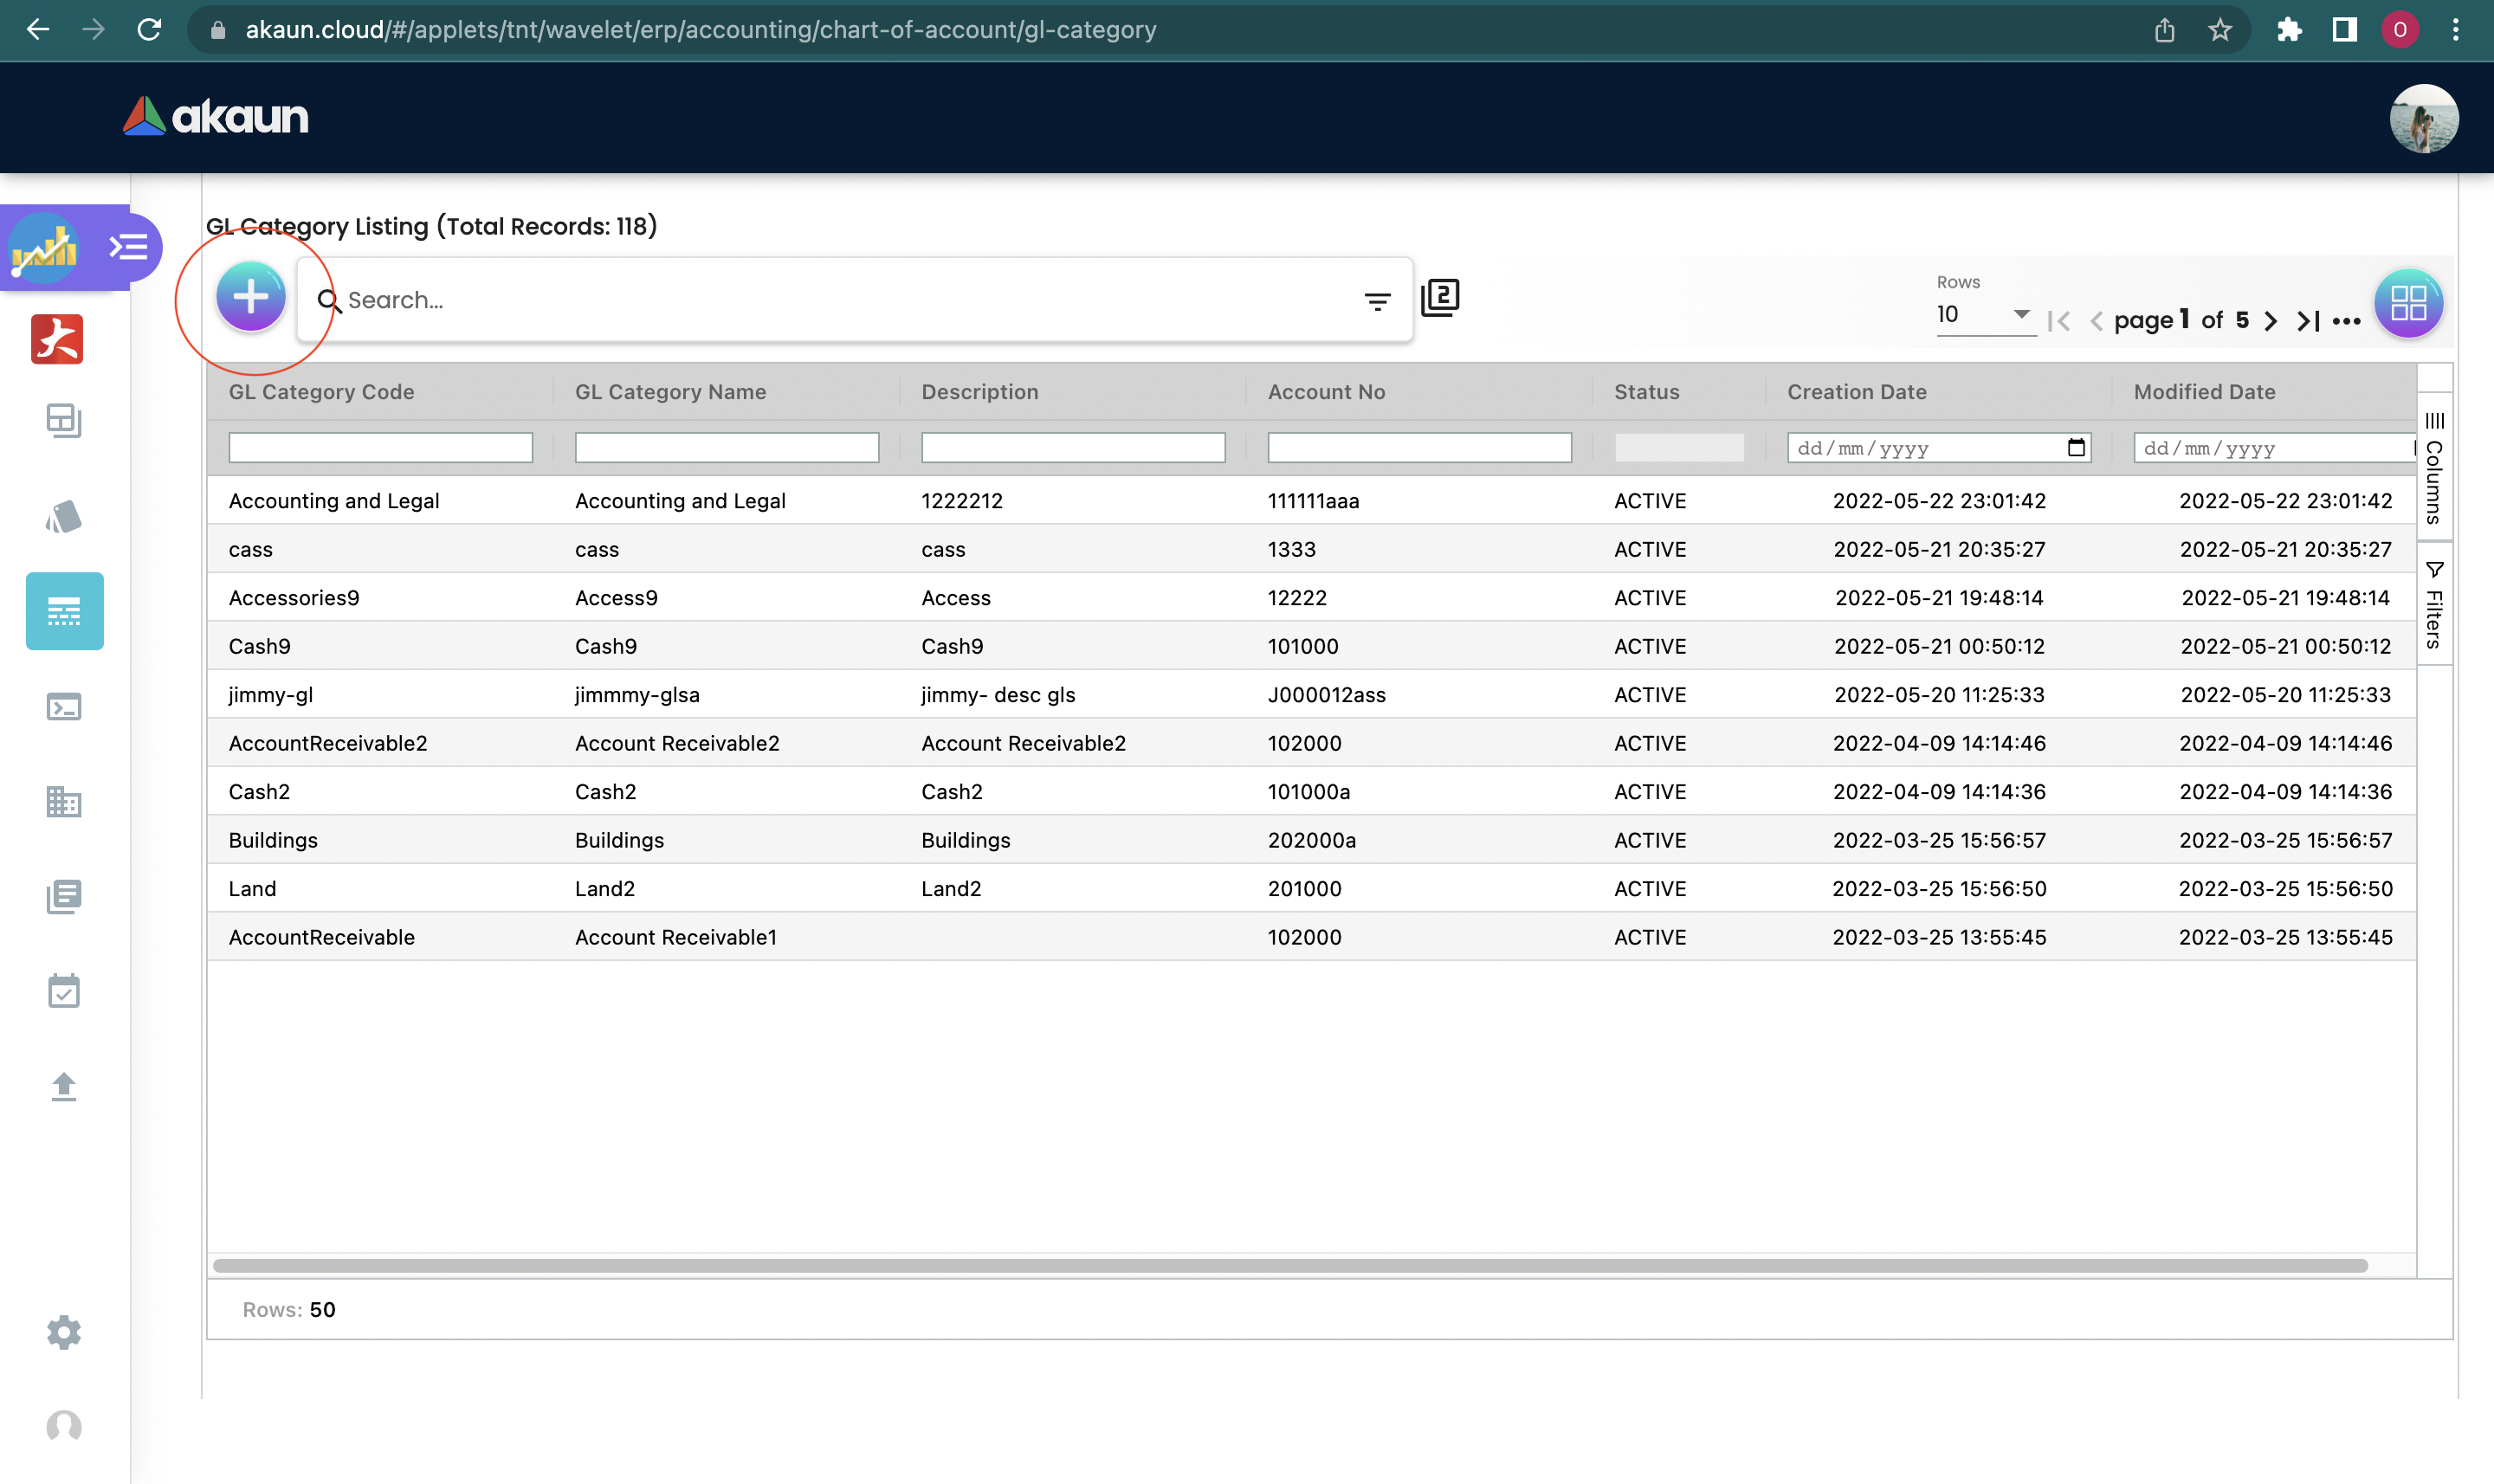 akaun.cloud/#/applets/tnt/wavelet/erp/accounting/chart-of-account/gl-category
O
akaun
GL Category Listing (Total Records: 118)
Search...
2
Rows
10
page 1 of 5
GL Category Code GL Category Name Description Account No Status Creation Date Modified Date
dd/mm/yyyy dd/mm/yyyy
Columns
Filters
Accounting and Legal Accounting and Legal 1222212 111111aaa ACTIVE 2022-05-22 23:01:42 2022-05-22 23:01:42
cass cass cass 1333 ACTIVE 2022-05-21 20:35:27 2022-05-21 20:35:27
Accessories9 Access9 Access 12222 ACTIVE 2022-05-21 19:48:14 2022-05-21 19:48:14
Cash9 Cash9 Cash9 101000 ACTIVE 2022-05-21 00:50:12 2022-05-21 00:50:12
jimmy-gl jimmmy-glsa jimmy- desc gls J000012ass ACTIVE 2022-05-20 11:25:33 2022-05-20 11:25:33
AccountReceivable2 Account Receivable2 Account Receivable2 102000 ACTIVE 2022-04-09 14:14:46 2022-04-09 14:14:46
Cash2 Cash2 Cash2 101000a ACTIVE 2022-04-09 14:14:36 2022-04-09 14:14:36
Buildings Buildings Buildings 202000a ACTIVE 2022-03-25 15:56:57 2022-03-25 15:56:57
Land Land2 Land2 201000 ACTIVE 2022-03-25 15:56:50 2022-03-25 15:56:50
AccountReceivable Account Receivable1 102000 ACTIVE 2022-03-25 13:55:45 2022-03-25 13:55:45
Rows: 50